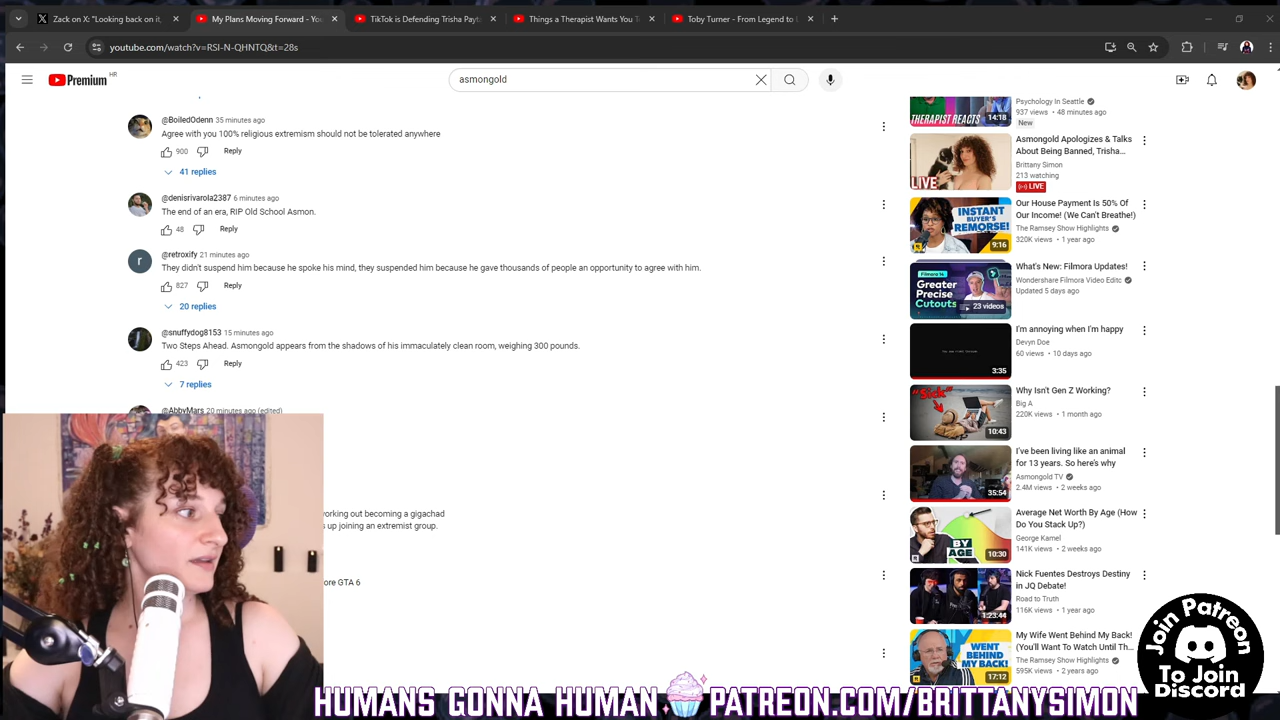 Zack on X: "Looking back on it,
My Plans Moving Forward - Yo
TikTok is Defending Trisha Payt
Things a Therapist Wants You T
Toby Turner - From Legend to L
youtube.com/watch?v=RSI-N-QHNTQ&t=28s
Premium HR
asmongold
@BoiledOdenn 35 minutes ago
Agree with you 100% religious extremism should not be tolerated anywhere
900 Reply
41 replies
@denisrivarola2387 6 minutes ago
The end of an era, RIP Old School Asmon.
48 Reply
r
@retroxify 21 minutes ago
They didn't suspend him because he spoke his mind, they suspended him because he gave thousands of people an opportunity to agree with him.
827 Reply
20 replies
@snuffydog8153 15 minutes ago
Two Steps Ahead. Asmongold appears from the shadows of his immaculately clean room, weighing 300 pounds.
423 Reply
7 replies
@AbbyMars 20 minutes ago (edited)
orking out becoming a gigachad
s up joining an extremist group.
ore GTA 6
THERAPIST REACTS
14:18
Psychology In Seattle
937 views • 48 minutes ago
New
LIVE
Asmongold Apologizes & Talks
About Being Banned, Trisha...
Brittany Simon
213 watching
LIVE
INSTANT
BUYER'S
REMORSE!
9:16
Our House Payment Is 50% Of
Our Income! (We Can't Breathe!)
The Ramsey Show Highlights
320K views • 1 year ago
Filmora 14
Greater
Precise
Cutouts
23 videos
What's New: Filmora Updates!
Wondershare Filmora Video Editc
Updated 5 days ago
3:35
I'm annoying when I'm happy
Devyn Doe
60 views • 10 days ago
"Sick"
10:43
Why Isn't Gen Z Working?
Big A
220K views • 1 month ago
35:54
I've been living like an animal
for 13 years. So here's why
Asmongold TV
2.4M views • 2 weeks ago
BY
AGE
10:30
Average Net Worth By Age (How
Do You Stack Up?)
George Kamel
141K views • 2 weeks ago
1:23:44
Nick Fuentes Destroys Destiny
in JQ Debate!
Road to Truth
116K views • 1 year ago
WENT
BEHIND
MY BACK!
17:12
My Wife Went Behind My Back!
(You'll Want To Watch Until Th...
The Ramsey Show Highlights
595K views • 2 years ago
Join Patreon
To Join
Discord
HUMANS GONNA HUMAN PATREON.COM/BRITTANYSIMON